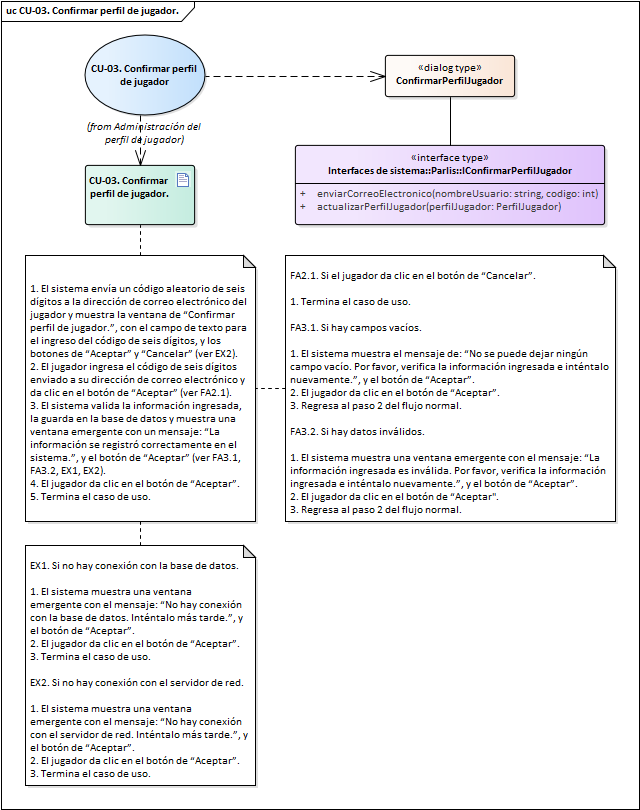 uc CU-03. Confirmar perfil de jugador.
CU-03. Confirmar perfil
de jugador
(from Administración del
perfil de jugador)
«dialog type»
ConfirmarPerfilJugador
«interface type»
Interfaces de sistema::Parlis::IConfirmarPerfilJugador
+ enviarCorreoElectronico(nombreUsuario: string, codigo: int)
+ actualizarPerfilJugador(perfilJugador: PerfilJugador)
CU-03. Confirmar
perfil de jugador.
1. El sistema envía un código aleatorio de seis
dígitos a la dirección de correo electrónico del
jugador y muestra la ventana de “Confirmar
perfil de jugador.”, con el campo de texto para
el ingreso del código de seis dígitos, y los
botones de “Aceptar” y “Cancelar” (ver EX2).
2. El jugador ingresa el código de seis dígitos
enviado a su dirección de correo electrónico y
da clic en el botón de “Aceptar” (ver FA2.1).
3. El sistema valida la información ingresada,
la guarda en la base de datos y muestra una
ventana emergente con un mensaje: “La
información se registró correctamente en el
sistema.”, y el botón de “Aceptar” (ver FA3.1,
FA3.2, EX1, EX2).
4. El jugador da clic en el botón de “Aceptar”.
5. Termina el caso de uso.
FA2.1. Si el jugador da clic en el botón de “Cancelar”.
1. Termina el caso de uso.
FA3.1. Si hay campos vacíos.
1. El sistema muestra el mensaje de: “No se puede dejar ningún
campo vacío. Por favor, verifica la información ingresada e inténtalo
nuevamente.”, y el botón de “Aceptar”.
2. El jugador da clic en el botón de “Aceptar”.
3. Regresa al paso 2 del flujo normal.
FA3.2. Si hay datos inválidos.
1. El sistema muestra una ventana emergente con el mensaje: “La
información ingresada es inválida. Por favor, verifica la información
ingresada e inténtalo nuevamente.”, y el botón de “Aceptar”.
2. El jugador da clic en el botón de “Aceptar”.
3. Regresa al paso 2 del flujo normal.
EX1. Si no hay conexión con la base de datos.
1. El sistema muestra una ventana
emergente con el mensaje: “No hay conexión
con la base de datos. Inténtalo más tarde.”, y
el botón de “Aceptar”.
2. El jugador da clic en el botón de “Aceptar”.
3. Termina el caso de uso.
EX2. Si no hay conexión con el servidor de red.
1. El sistema muestra una ventana
emergente con el mensaje: “No hay conexión
con el servidor de red. Inténtalo más tarde.”, y
el botón de “Aceptar”.
2. El jugador da clic en el botón de “Aceptar”.
3. Termina el caso de uso.